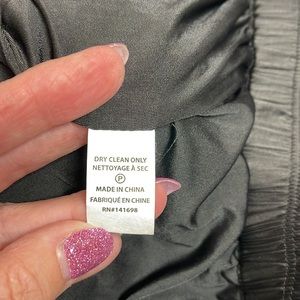 DRY CLEAN ONLY
NETTOYAGE À SEC
P
MADE IN CHINA
FABRIQUÉ EN CHINE
RN#141698